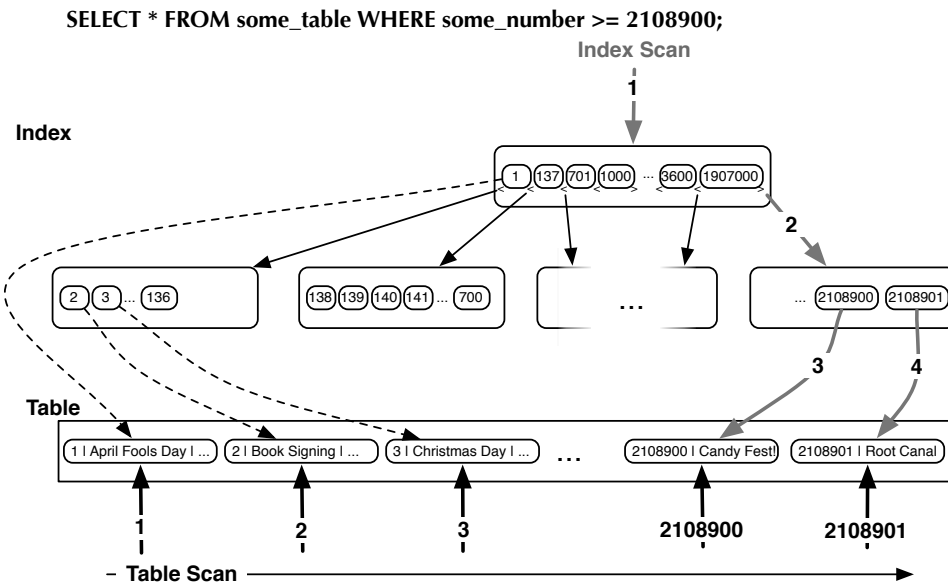 SELECT * FROM some_table WHERE some_number >= 2108900;
Index Scan
1
Index
1 137 701 1000 ... 3600 1907000
< < < < < >
2
2 3 ... 136
138 139 140 141 ... 700
...
... 2108900 2108901
3 4
Table
1 | April Fools Day | ...
2 | Book Signing | ...
3 | Christmas Day | ...
...
2108900 | Candy Fest!
2108901 | Root Canal
1 2 3 2108900 2108901
Table Scan